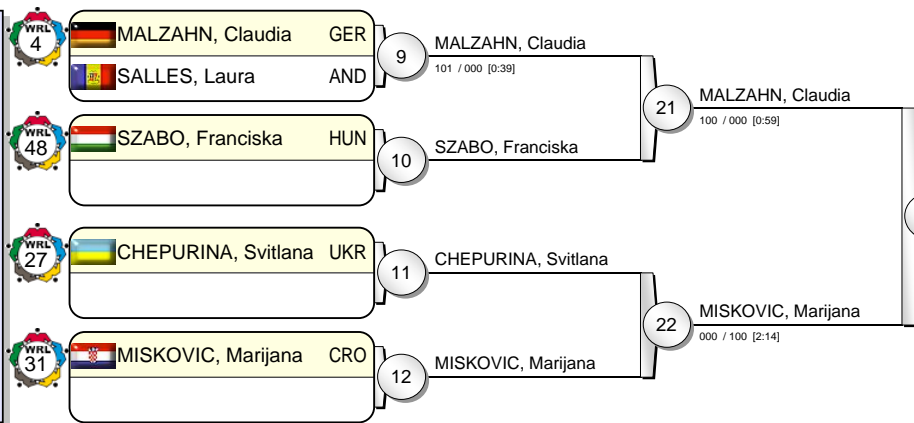 WRL
4
MALZAHN, Claudia GER
SALLES, Laura AND
9
MALZAHN, Claudia
101 / 000 [0:39]
WRL
48
SZABO, Franciska HUN
10
SZABO, Franciska
21
MALZAHN, Claudia
100 / 000 [0:59]
WRL
27
CHEPURINA, Svitlana UKR
11
CHEPURINA, Svitlana
WRL
31
MISKOVIC, Marijana CRO
12
MISKOVIC, Marijana
22
MISKOVIC, Marijana
000 / 100 [2:14]